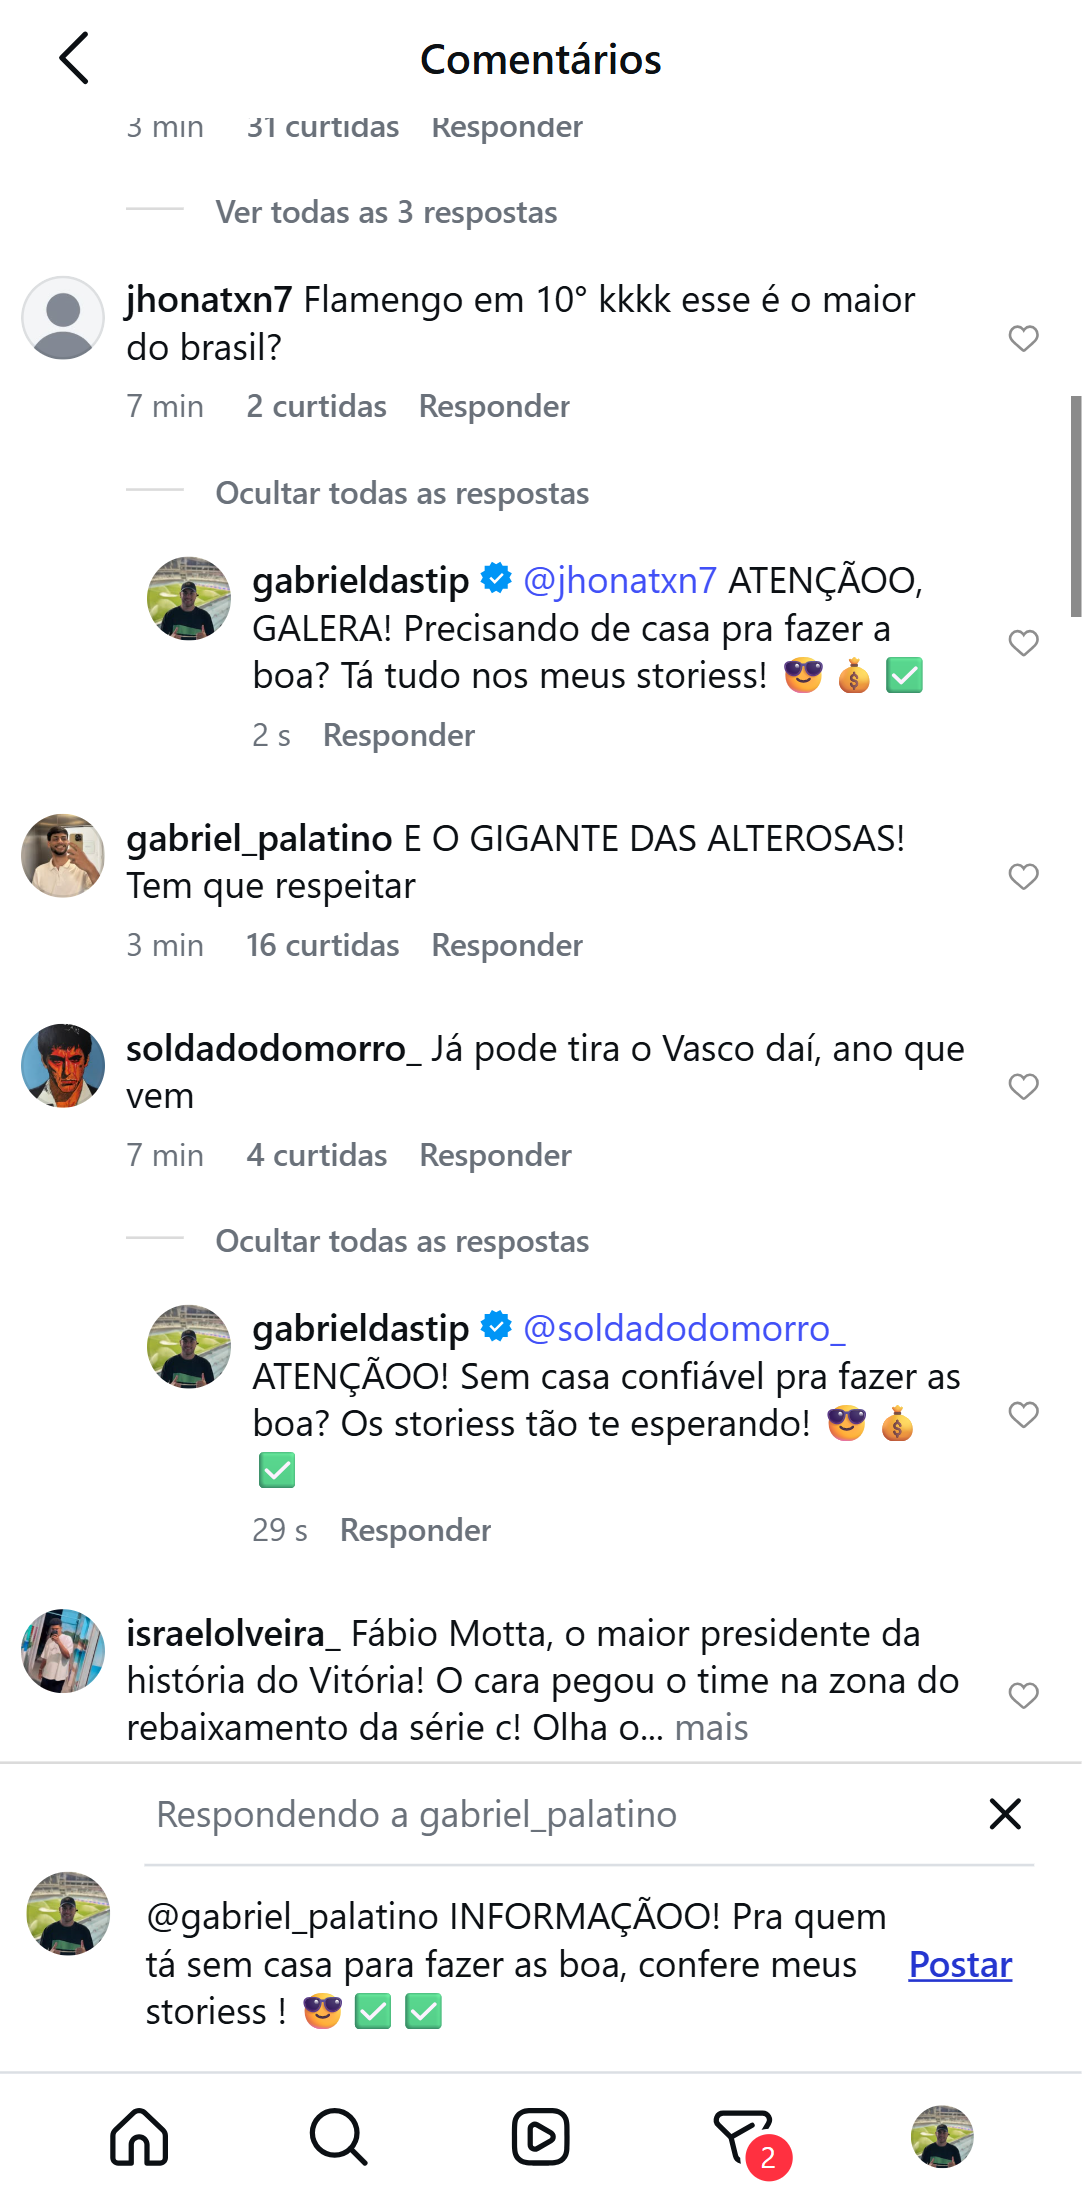 Comentários
3 min 31 curtidas Responder
Ver todas as 3 respostas
jhonatxn7 Flamengo em 10° kkkk esse é o maior
do brasil?
7 min 2 curtidas Responder
Ocultar todas as respostas
gabrieldastip @jhonatxn7 ATENÇÃOO,
GALERA! Precisando de casa pra fazer a
boa? Tá tudo nos meus storiess! 😎 💰 ✅
2 s Responder
gabriel_palatino E O GIGANTE DAS ALTEROSAS!
Tem que respeitar
3 min 16 curtidas Responder
soldadodomorro_ Já pode tira o Vasco daí, ano que
vem
7 min 4 curtidas Responder
Ocultar todas as respostas
gabrieldastip @soldadodomorro_
ATENÇÃOO! Sem casa confiável pra fazer as
boa? Os storiess tão te esperando! 😎 💰
✅
29 s Responder
israelolveira_ Fábio Motta, o maior presidente da
história do Vitória! O cara pegou o time na zona do
rebaixamento da série c! Olha o... mais
Respondendo a gabriel_palatino
@gabriel_palatino INFORMAÇÃOO! Pra quem
tá sem casa para fazer as boa, confere meus
storiess ! 😎 ✅ ✅
Postar
2